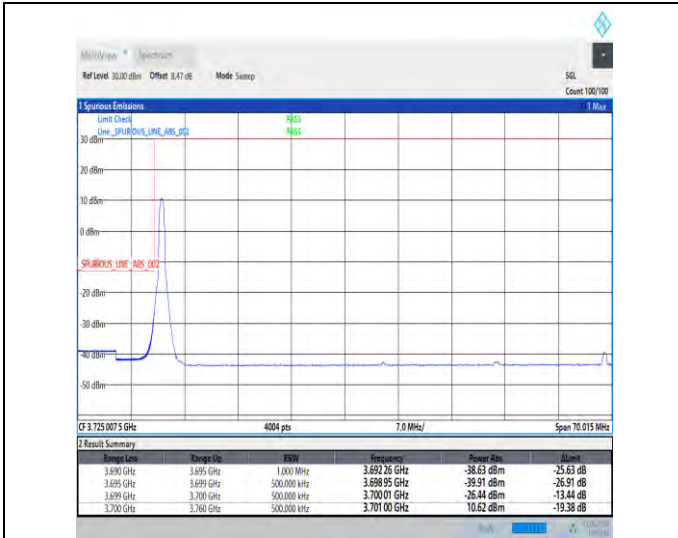 MultiView Spectrum
Ref Level 30.00 dBm Offset 8.47 dB Mode Sweep SGL
Count 100/100
1 Spurious Emissions 1 Max
Limit Check PASS
Line _SPURIOUS_LINE_ABS_002 PASS
30 dBm
20 dBm
10 dBm
0 dBm
_SPURIOUS_LINE_ABS_002
-20 dBm
-30 dBm
-40 dBm
-50 dBm
CF 3.725 007 5 GHz 4004 pts 7.0 MHz/ Span 70.015 MHz
2 Result Summary
Range Low Range Up RBW Frequency Power Abs ΔLimit
3.690 GHz 3.695 GHz 1.000 MHz 3.692 26 GHz -38.63 dBm -25.63 dB
3.695 GHz 3.699 GHz 500.000 kHz 3.698 95 GHz -39.91 dBm -26.91 dB
3.699 GHz 3.700 GHz 500.000 kHz 3.700 01 GHz -26.44 dBm -13.44 dB
3.700 GHz 3.760 GHz 500.000 kHz 3.701 00 GHz 10.62 dBm -19.38 dB